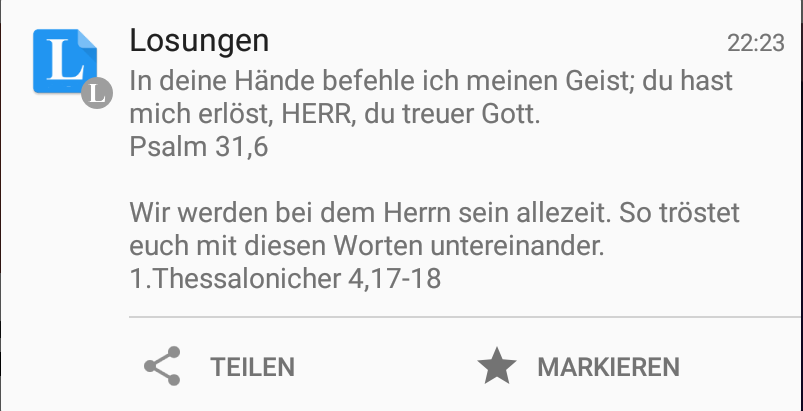 L
L
Losungen
22:23
In deine Hände befehle ich meinen Geist; du hast
mich erlöst, HERR, du treuer Gott.
Psalm 31,6
Wir werden bei dem Herrn sein allezeit. So tröstet
euch mit diesen Worten untereinander.
1.Thessalonicher 4,17-18
TEILEN
MARKIEREN